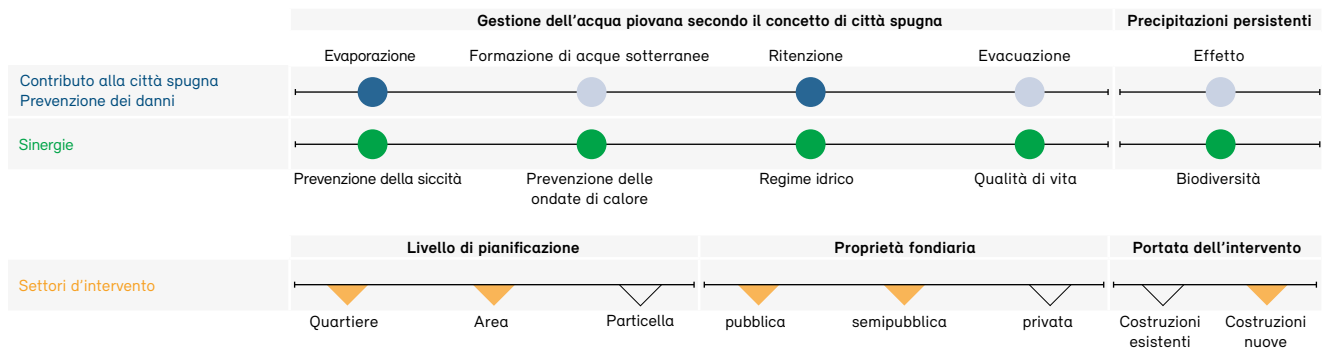 Gestione dell'acqua piovana secondo il concetto di città spugna
Precipitazioni persistenti
Evaporazione
Formazione di acque sotterranee
Ritenzione
Evacuazione
Effetto
Contributo alla città spugna
Prevenzione dei danni
Sinergie
Prevenzione della siccità
Prevenzione delle
ondate di calore
Regime idrico
Qualità di vita
Biodiversità
Livello di pianificazione
Proprietà fondiaria
Portata dell'intervento
Settori d'intervento
Quartiere
Area
Particella
pubblica
semipubblica
privata
Costruzioni
esistenti
Costruzioni
nuove